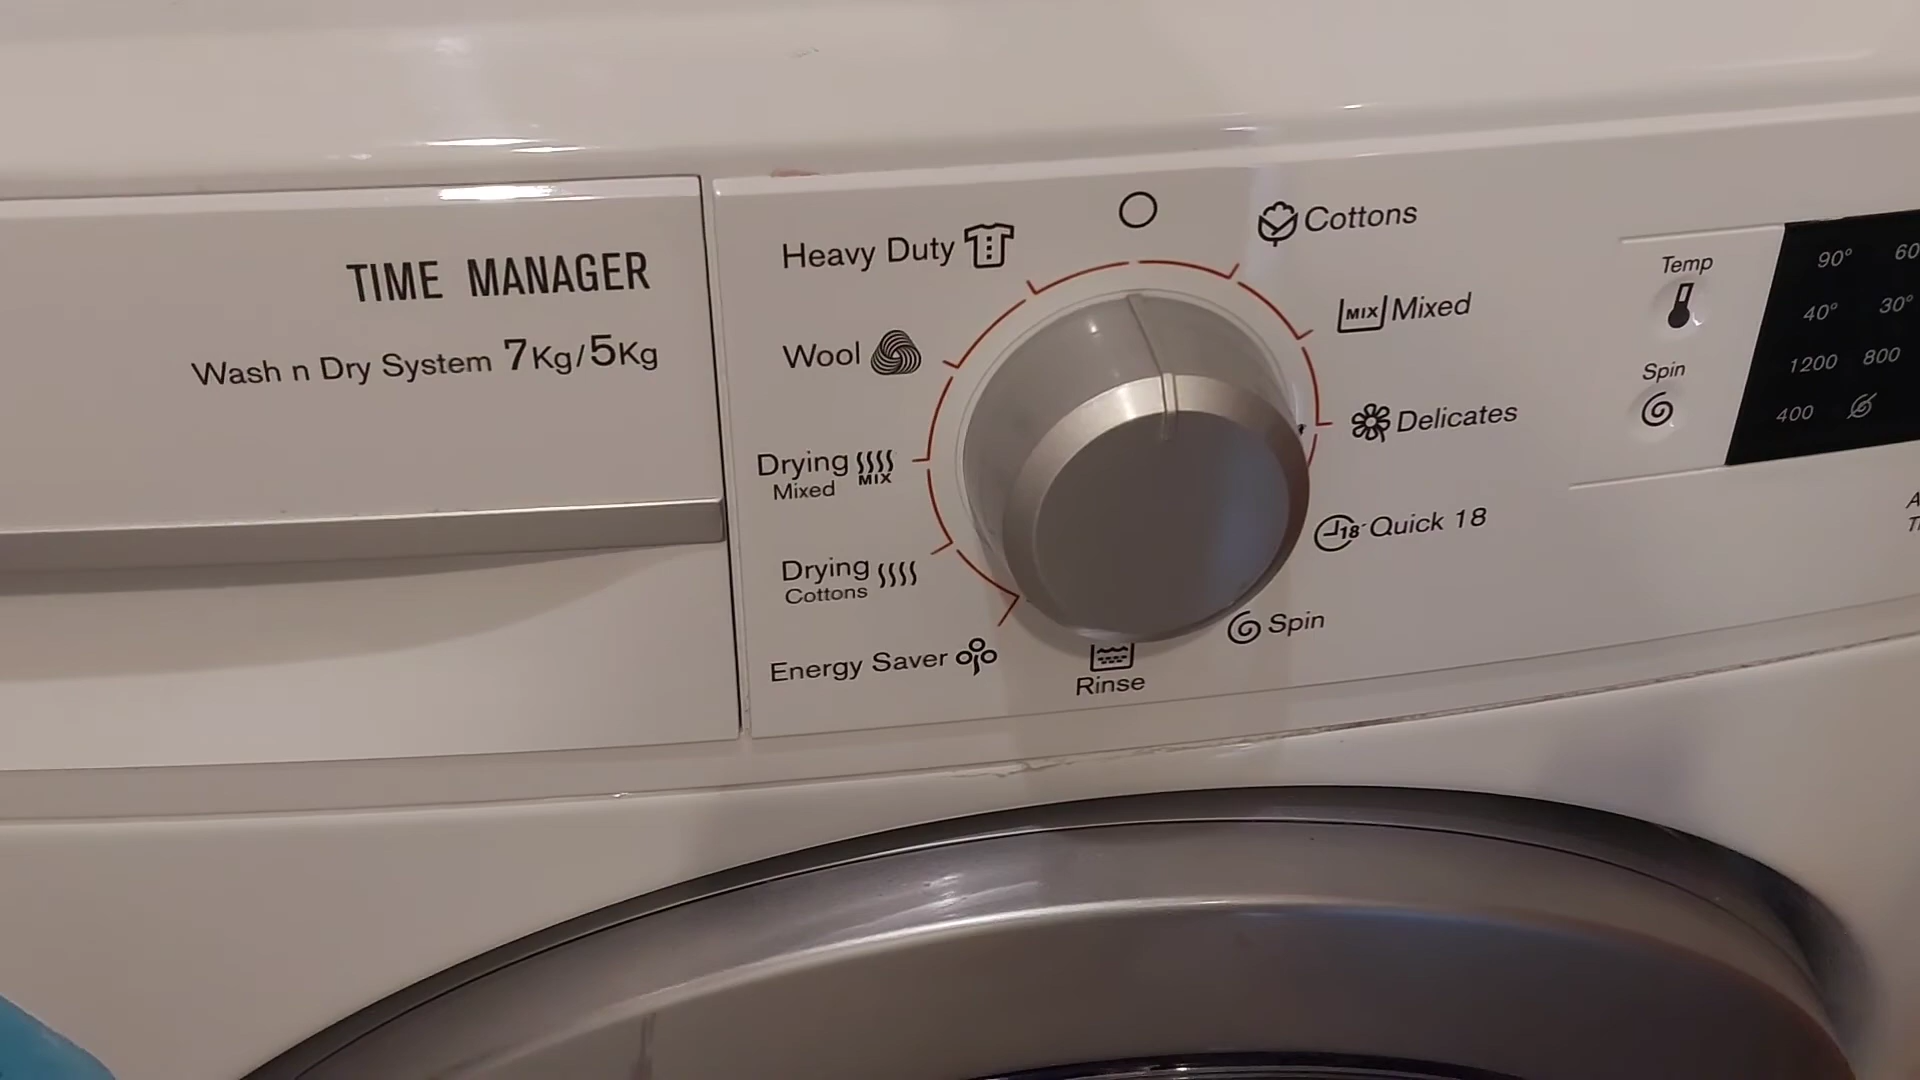 TIME MANAGER
Wash n Dry System 7Kg/5Kg
Heavy Duty
Wool
Drying MIX
Mixed
Drying
Cottons
Energy Saver
Rinse
Cottons
MIX Mixed
Delicates
18 Quick 18
Spin
Temp
Spin
90° 60
40° 30°
1200 800
400